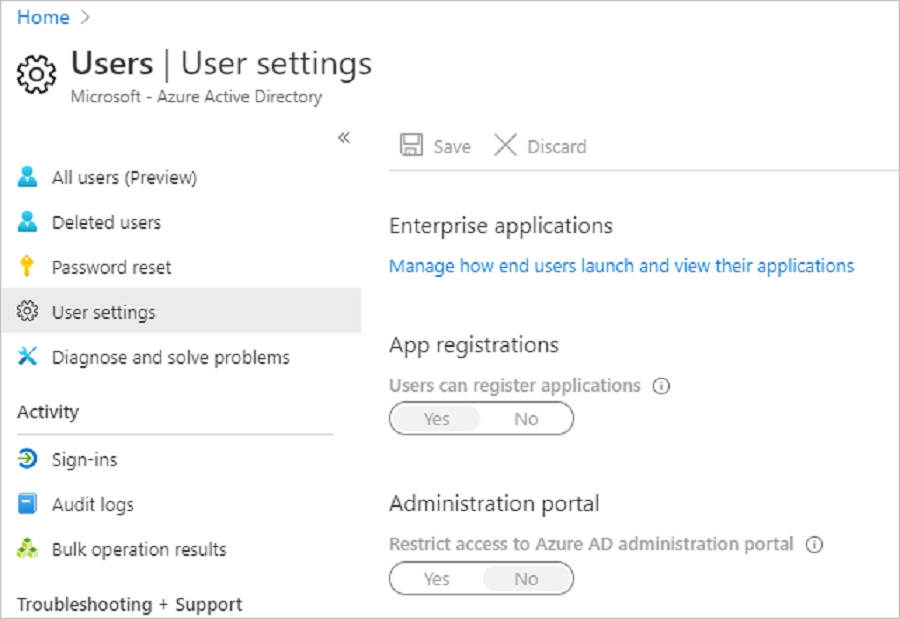 Home >
Users | User settings
Microsoft - Azure Active Directory
«
All users (Preview)
Deleted users
Password reset
User settings
Diagnose and solve problems
Activity
Sign-ins
Audit logs
Bulk operation results
Troubleshooting + Support
Save Discard
Enterprise applications
Manage how end users launch and view their applications
App registrations
Users can register applications
Yes No
Administration portal
Restrict access to Azure AD administration portal
Yes No